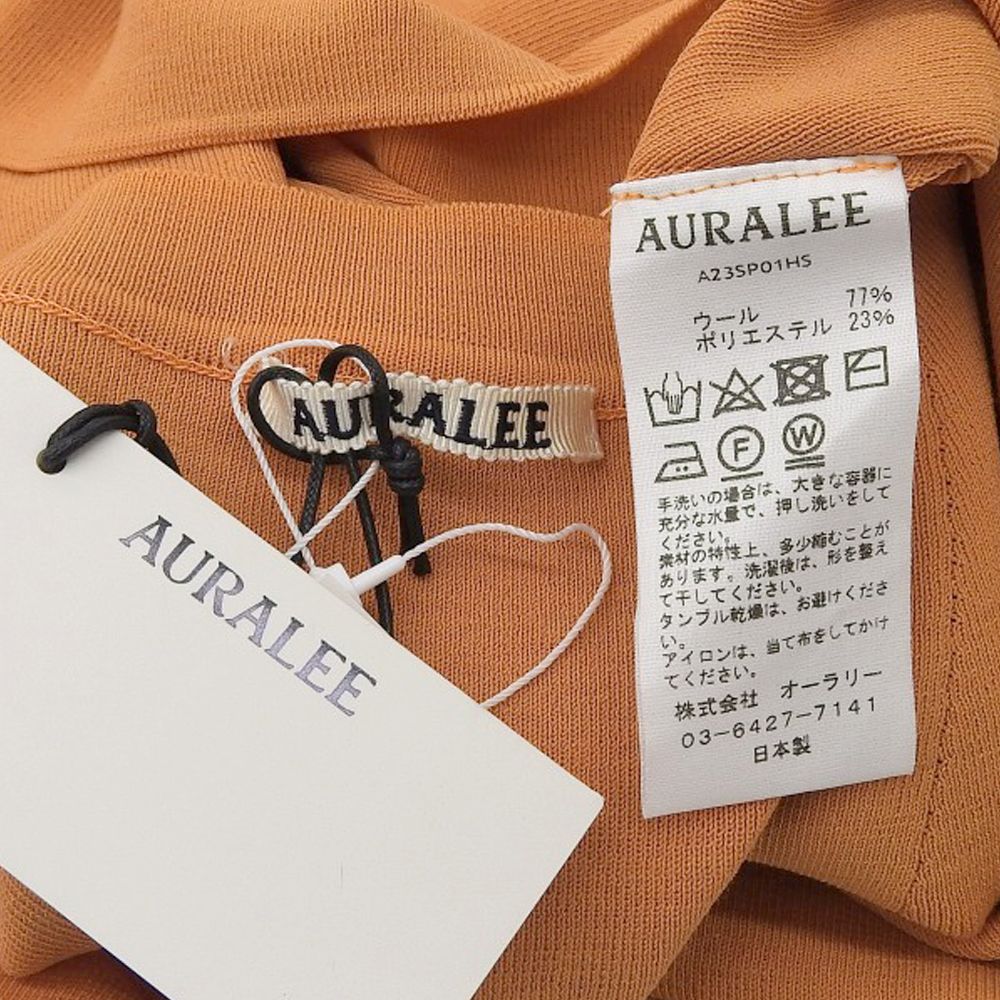 AURALEE
A23SP01HS
ウール 77%
ポリエステル 23%
F W
手洗いの場合は、大きな容器に
充分な水量で、押し洗いをして
ください。
素材の特性上、多少縮むことが
あります。洗濯後は、形を整え
て干してください。
タンブル乾燥は、お避けくださ
い。
アイロンは、当て布をしてかけ
てください。
株式会社 オーラリー
03-6427-7141
日本製
AURALEE
AURALEE